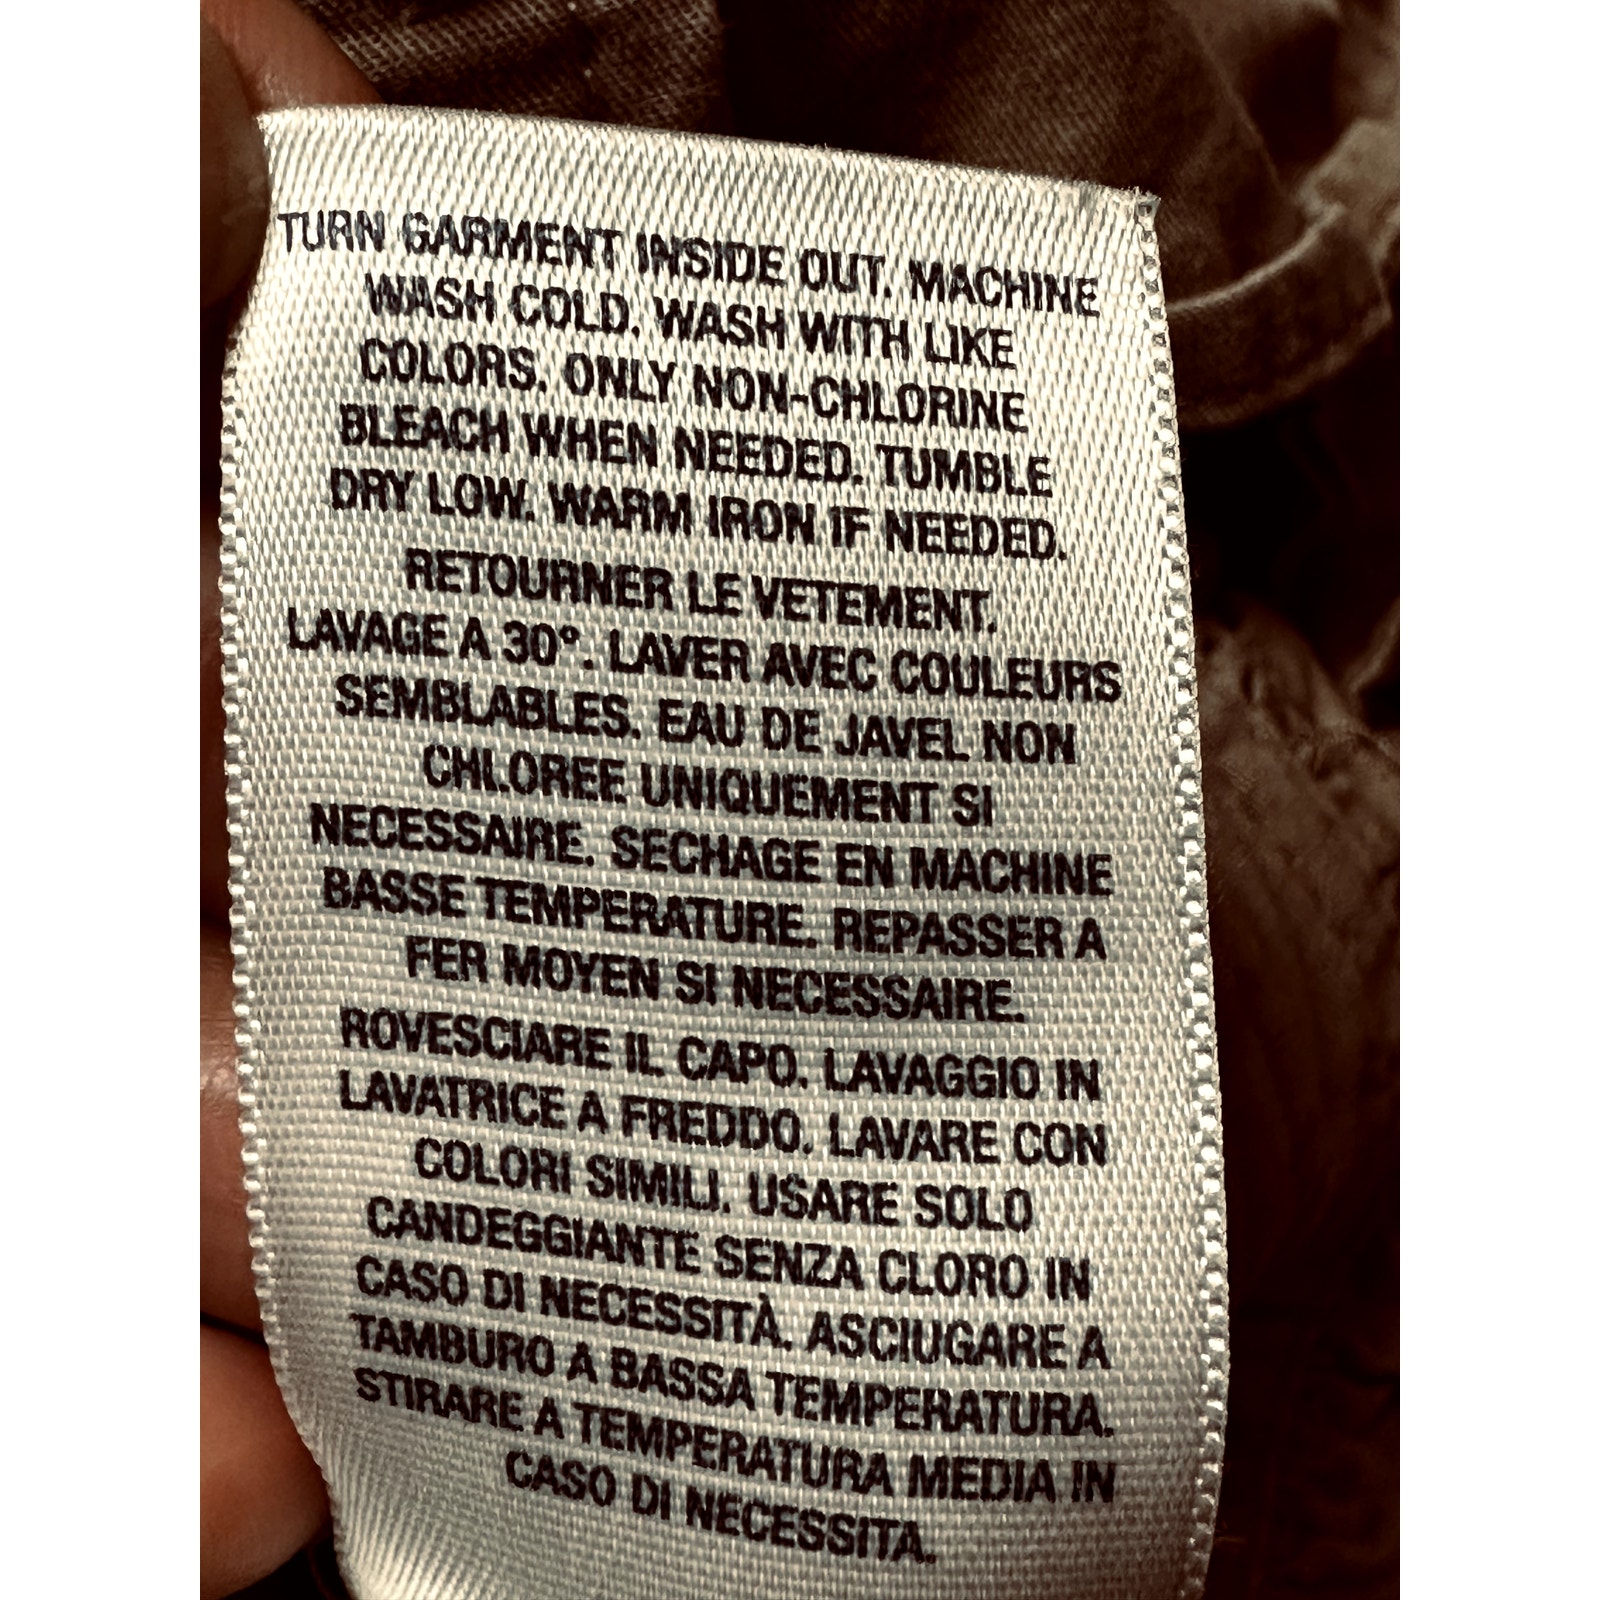 TURN GARMENT INSIDE OUT. MACHINE
WASH COLD. WASH WITH LIKE
COLORS. ONLY NON-CHLORINE
BLEACH WHEN NEEDED. TUMBLE
DRY LOW. WARM IRON IF NEEDED.
RETOURNER LE VETEMENT.
LAVAGE A 30°. LAVER AVEC COULEURS
SEMBLABLES. EAU DE JAVEL NON
CHLOREE UNIQUEMENT SI
NECESSAIRE. SECHAGE EN MACHINE
BASSE TEMPERATURE. REPASSER A
FER MOYEN SI NECESSAIRE.
ROVESCIARE IL CAPO. LAVAGGIO IN
LAVATRICE A FREDDO. LAVARE CON
COLORI SIMILI. USARE SOLO
CANDEGGIANTE SENZA CLORO IN
CASO DI NECESSITÀ. ASCIUGARE A
TAMBURO A BASSA TEMPERATURA.
STIRARE A TEMPERATURA MEDIA IN
CASO DI NECESSITA.